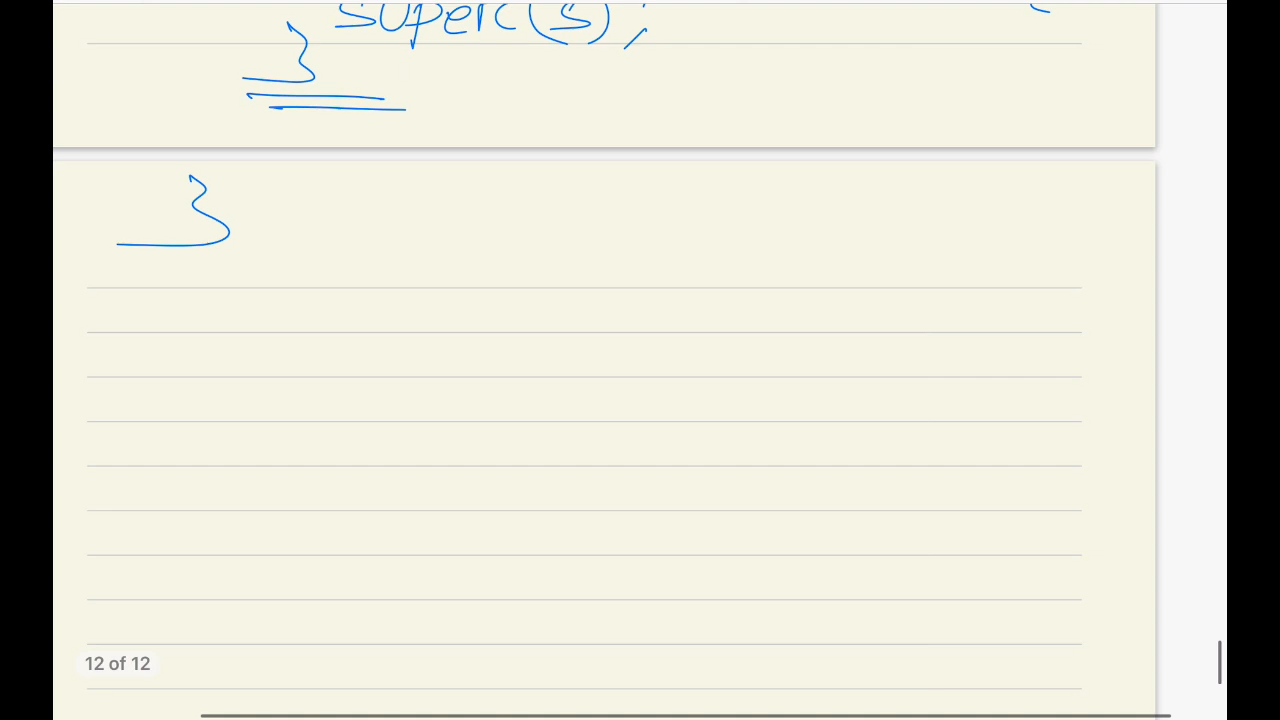 super(s);
}
}
12 of 12